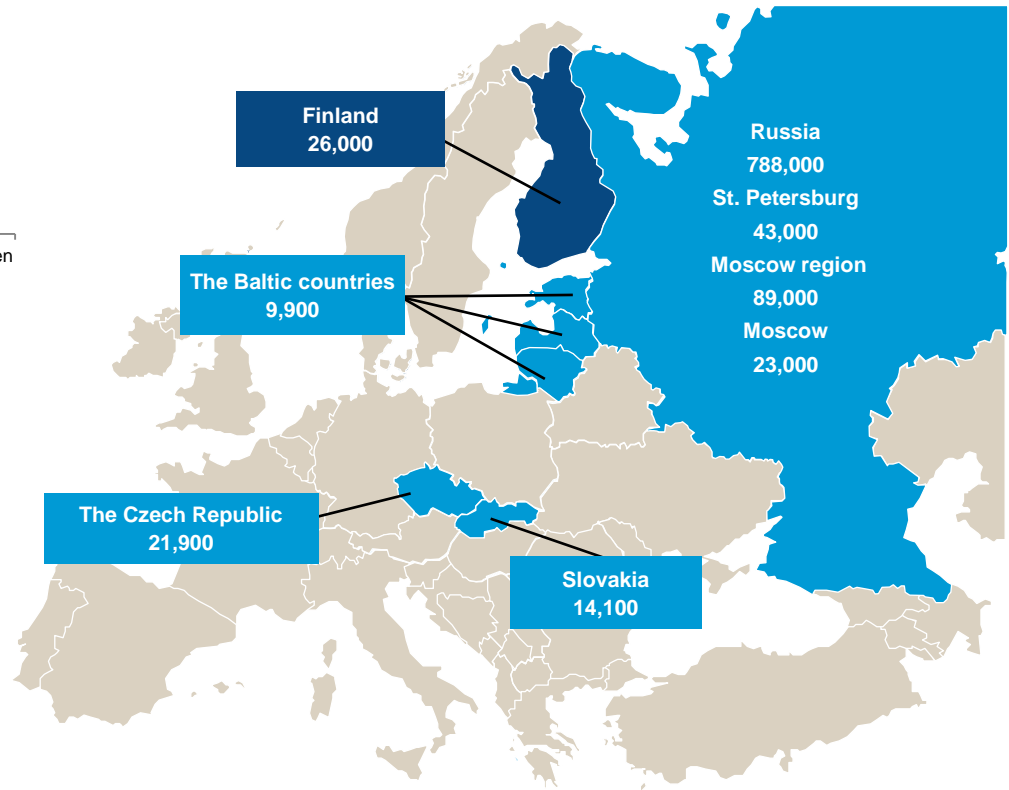 Finland
26,000
Russia
788,000
St. Petersburg
43,000
Moscow region
89,000
Moscow
23,000
en
The Baltic countries
9,900
The Czech Republic
21,900
Slovakia
14,100